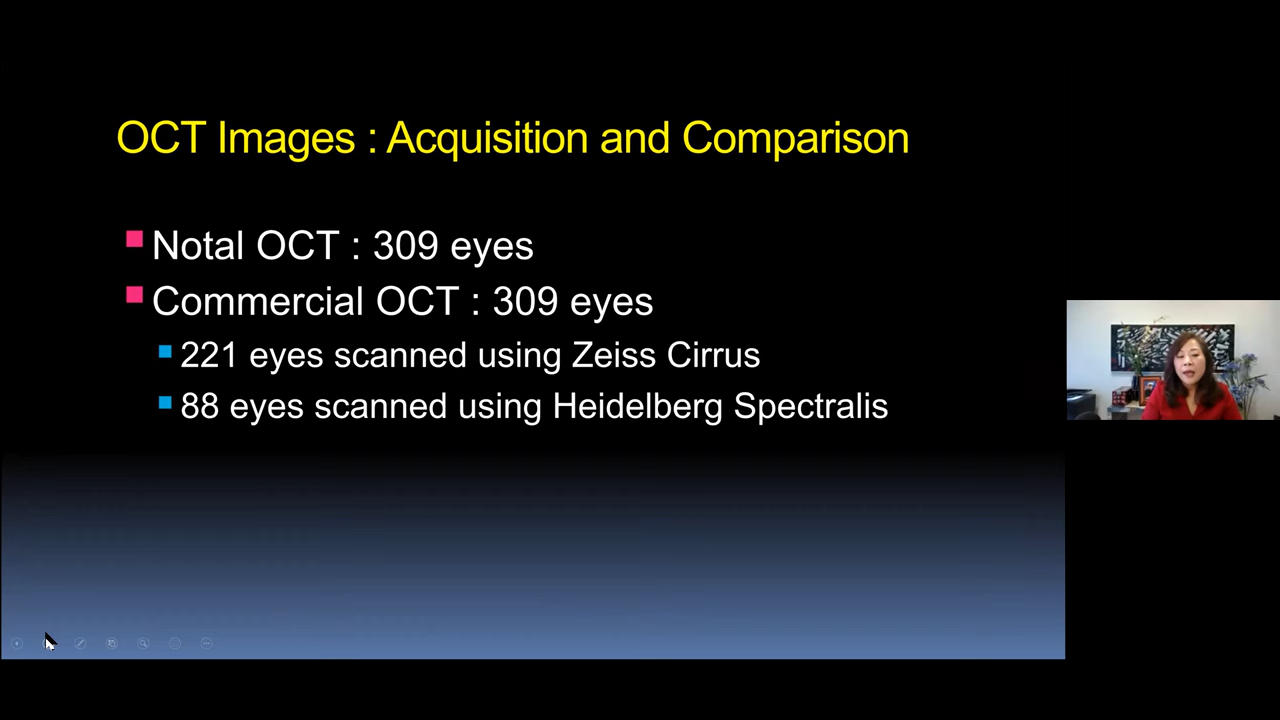 OCT Images : Acquisition and Comparison
Notal OCT : 309 eyes
Commercial OCT : 309 eyes
221 eyes scanned using Zeiss Cirrus
88 eyes scanned using Heidelberg Spectralis